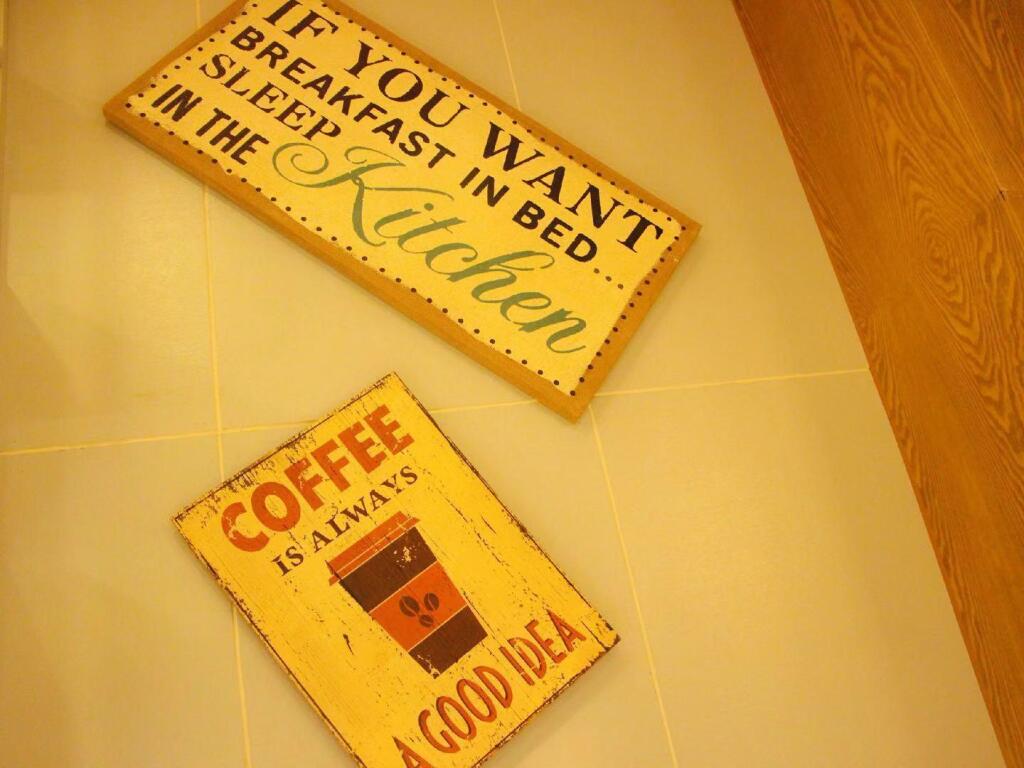 IF YOU WANT
BREAKFAST IN BED...
SLEEP
IN THE Kitchen
COFFEE
IS ALWAYS
A GOOD IDEA